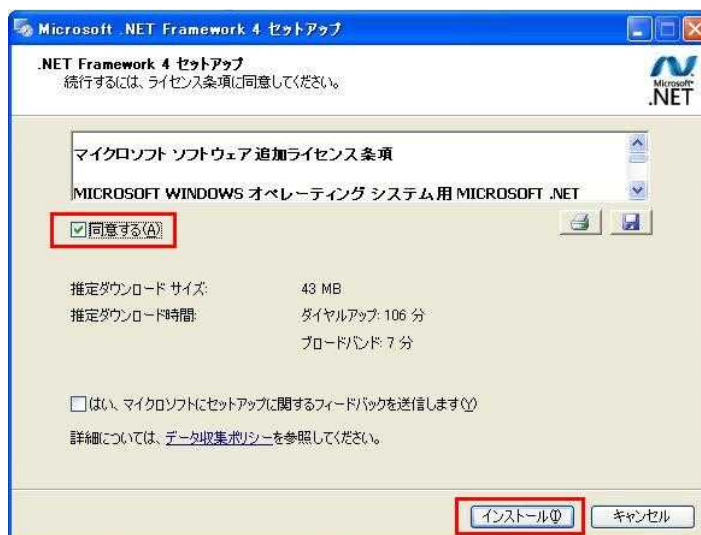 Microsoft .NET Framework 4 セットアップ
.NET Framework 4 セットアップ
続行するには、ライセンス条項に同意してください。
Microsoft
.NET
マイクロソフト ソフトウェア追加ライセンス条項
MICROSOFT WINDOWS オペレーティング システム用 MICROSOFT .NET
同意する(A)
推定ダウンロード サイズ: 43 MB
推定ダウンロード時間: ダイヤルアップ: 106 分
ブロードバンド: 7 分
はい、マイクロソフトにセットアップに関するフィードバックを送信します(Y)
詳細については、データ収集ポリシーを参照してください。
インストール(I) キャンセル